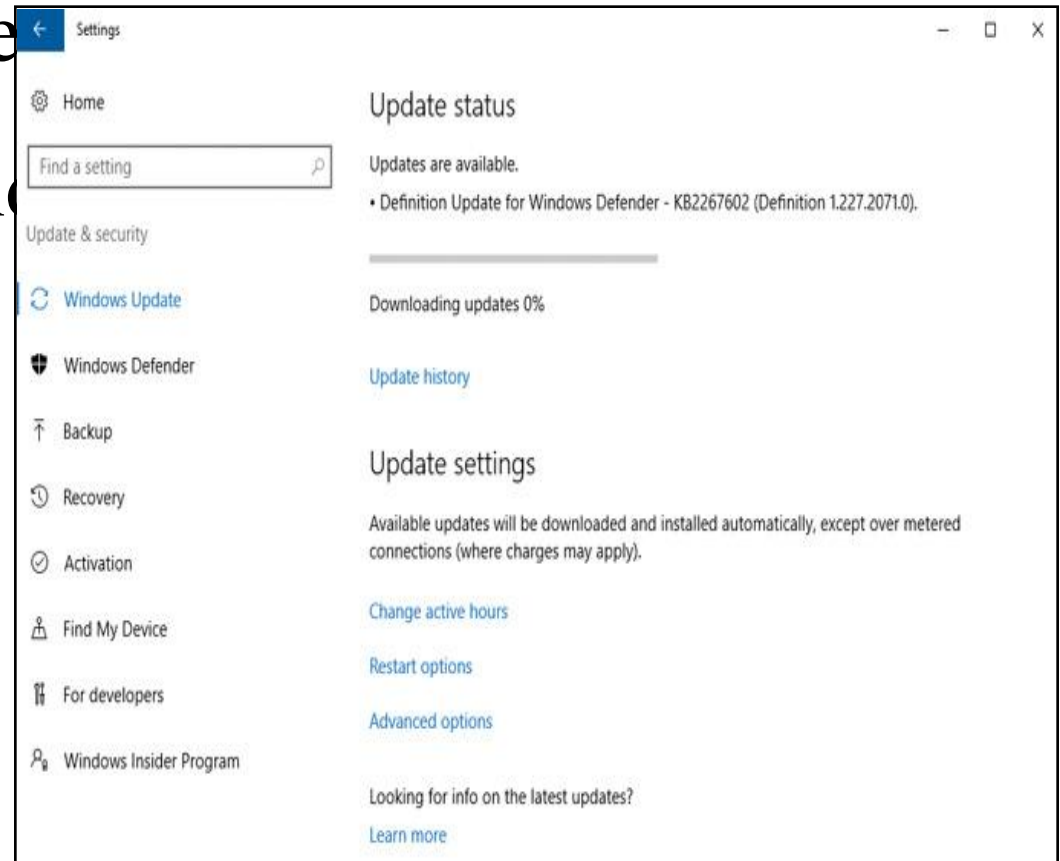 Settings
Home
Find a setting
Update & security
Windows Update
Windows Defender
Backup
Recovery
Activation
Find My Device
For developers
Windows Insider Program
Update status
Updates are available.
• Definition Update for Windows Defender - KB2267602 (Definition 1.227.2071.0).
Downloading updates 0%
Update history
Update settings
Available updates will be downloaded and installed automatically, except over metered
connections (where charges may apply).
Change active hours
Restart options
Advanced options
Looking for info on the latest updates?
Learn more